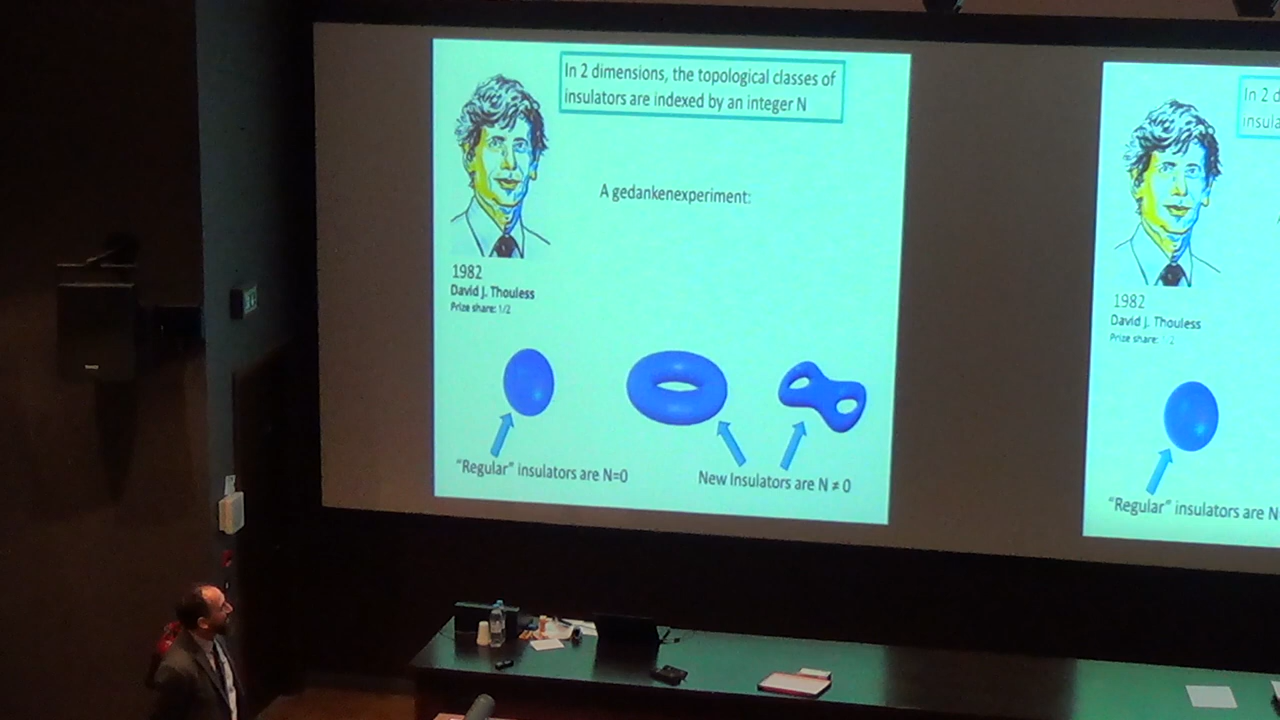 In 2 dimensions, the topological classes of
insulators are indexed by an integer N
A gedankenexperiment:
1982
David J. Thouless
Prize share: 1/2
"Regular" insulators are N=0
New Insulators are N ≠ 0
In 2 d
insula
1982
David J. Thouless
Prize share: 1/2
"Regular" insulators are N